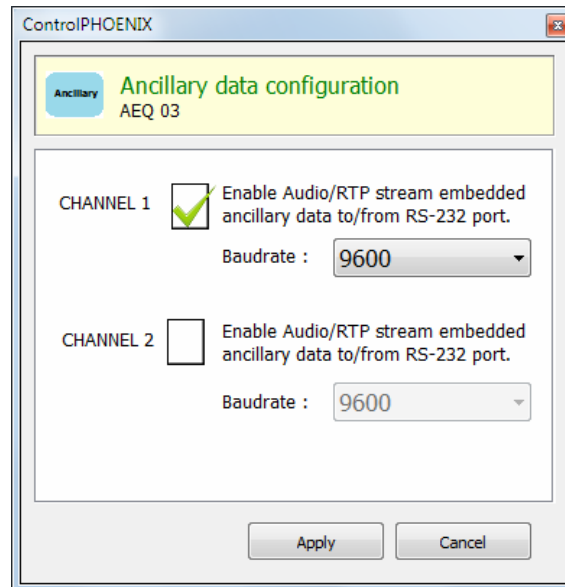 ControlPHOENIX
Ancillary
Ancillary data configuration
AEQ 03
CHANNEL 1
Enable Audio/RTP stream embedded
ancillary data to/from RS-232 port.
Baudrate :
9600
CHANNEL 2
Enable Audio/RTP stream embedded
ancillary data to/from RS-232 port.
Baudrate :
9600
Apply
Cancel